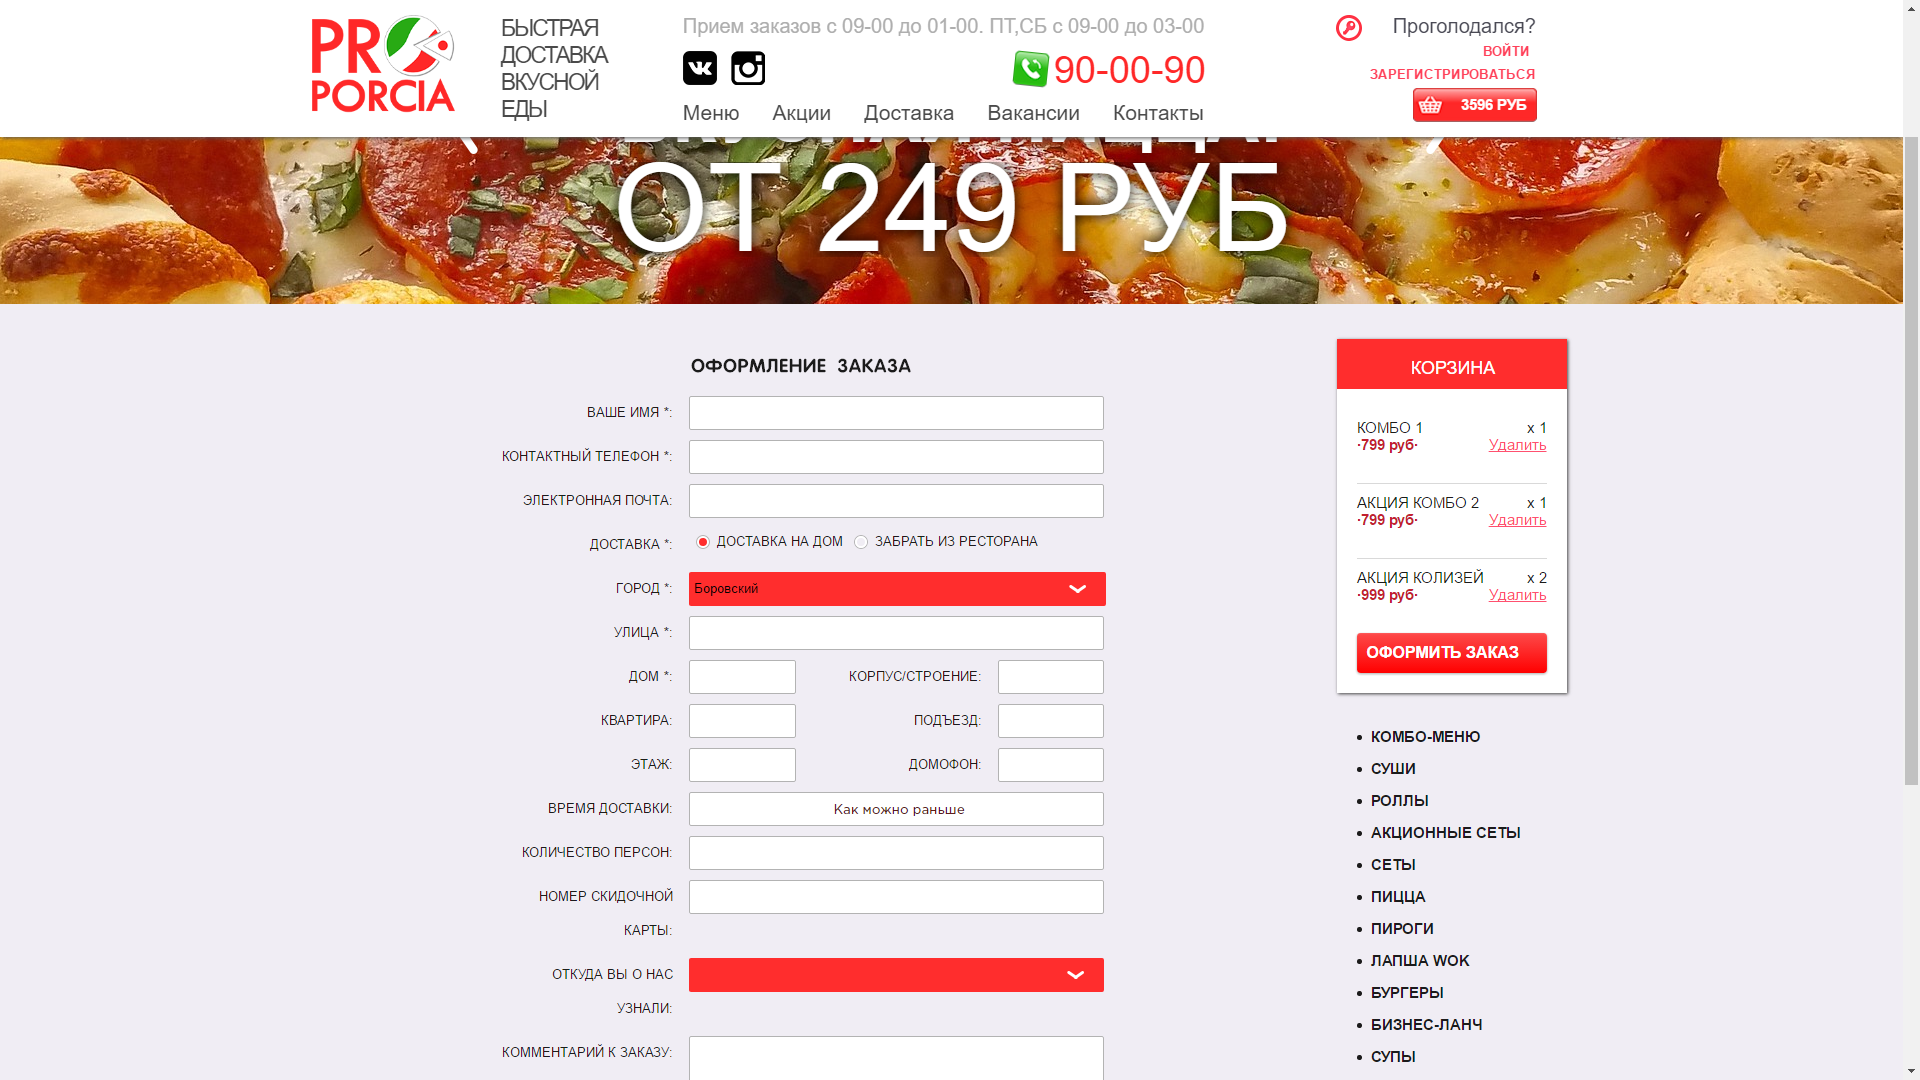 PRO
PORCIA
БЫСТРАЯ
ДОСТАВКА
ВКУСНОЙ
ЕДЫ
Прием заказов с 09-00 до 01-00. ПТ,СБ с 09-00 до 03-00
90-00-90
Меню Акции Доставка Вакансии Контакты
Проголодался?
ВОЙТИ
ЗАРЕГИСТРИРОВАТЬСЯ
3596 РУБ
ОТ 249 РУБ
ОФОРМЛЕНИЕ ЗАКАЗА
ВАШЕ ИМЯ *:
КОНТАКТНЫЙ ТЕЛЕФОН *:
ЭЛЕКТРОННАЯ ПОЧТА:
ДОСТАВКА *: ДОСТАВКА НА ДОМ ЗАБРАТЬ ИЗ РЕСТОРАНА
ГОРОД *: Боровский
УЛИЦА *:
ДОМ *: КОРПУС/СТРОЕНИЕ:
КВАРТИРА: ПОДЪЕЗД:
ЭТАЖ: ДОМОФОН:
ВРЕМЯ ДОСТАВКИ: Как можно раньше
КОЛИЧЕСТВО ПЕРСОН:
НОМЕР СКИДОЧНОЙ
КАРТЫ:
ОТКУДА ВЫ О НАС
УЗНАЛИ:
КОММЕНТАРИЙ К ЗАКАЗУ:
КОРЗИНА
КОМБО 1 x 1
·799 руб· Удалить
АКЦИЯ КОМБО 2 x 1
·799 руб· Удалить
АКЦИЯ КОЛИЗЕЙ x 2
·999 руб· Удалить
ОФОРМИТЬ ЗАКАЗ
КОМБО-МЕНЮ
СУШИ
РОЛЛЫ
АКЦИОННЫЕ СЕТЫ
СЕТЫ
ПИЦЦА
ПИРОГИ
ЛАПША WOK
БУРГЕРЫ
БИЗНЕС-ЛАНЧ
СУПЫ